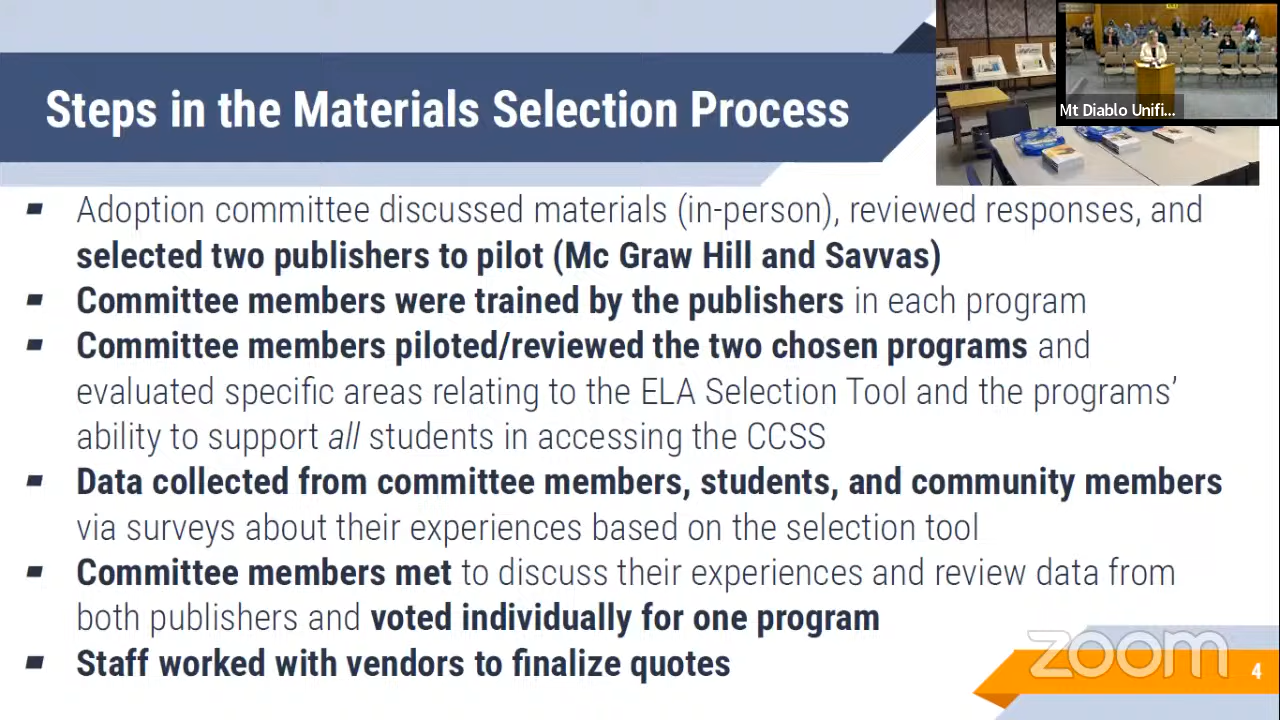 Steps in the Materials Selection Process
Mt Diablo Unifi...
▪ Adoption committee discussed materials (in-person), reviewed responses, and
selected two publishers to pilot (Mc Graw Hill and Savvas)
▪ Committee members were trained by the publishers in each program
▪ Committee members piloted/reviewed the two chosen programs and
evaluated specific areas relating to the ELA Selection Tool and the programs’
ability to support all students in accessing the CCSS
▪ Data collected from committee members, students, and community members
via surveys about their experiences based on the selection tool
▪ Committee members met to discuss their experiences and review data from
both publishers and voted individually for one program
▪ Staff worked with vendors to finalize quotes
zoom
4